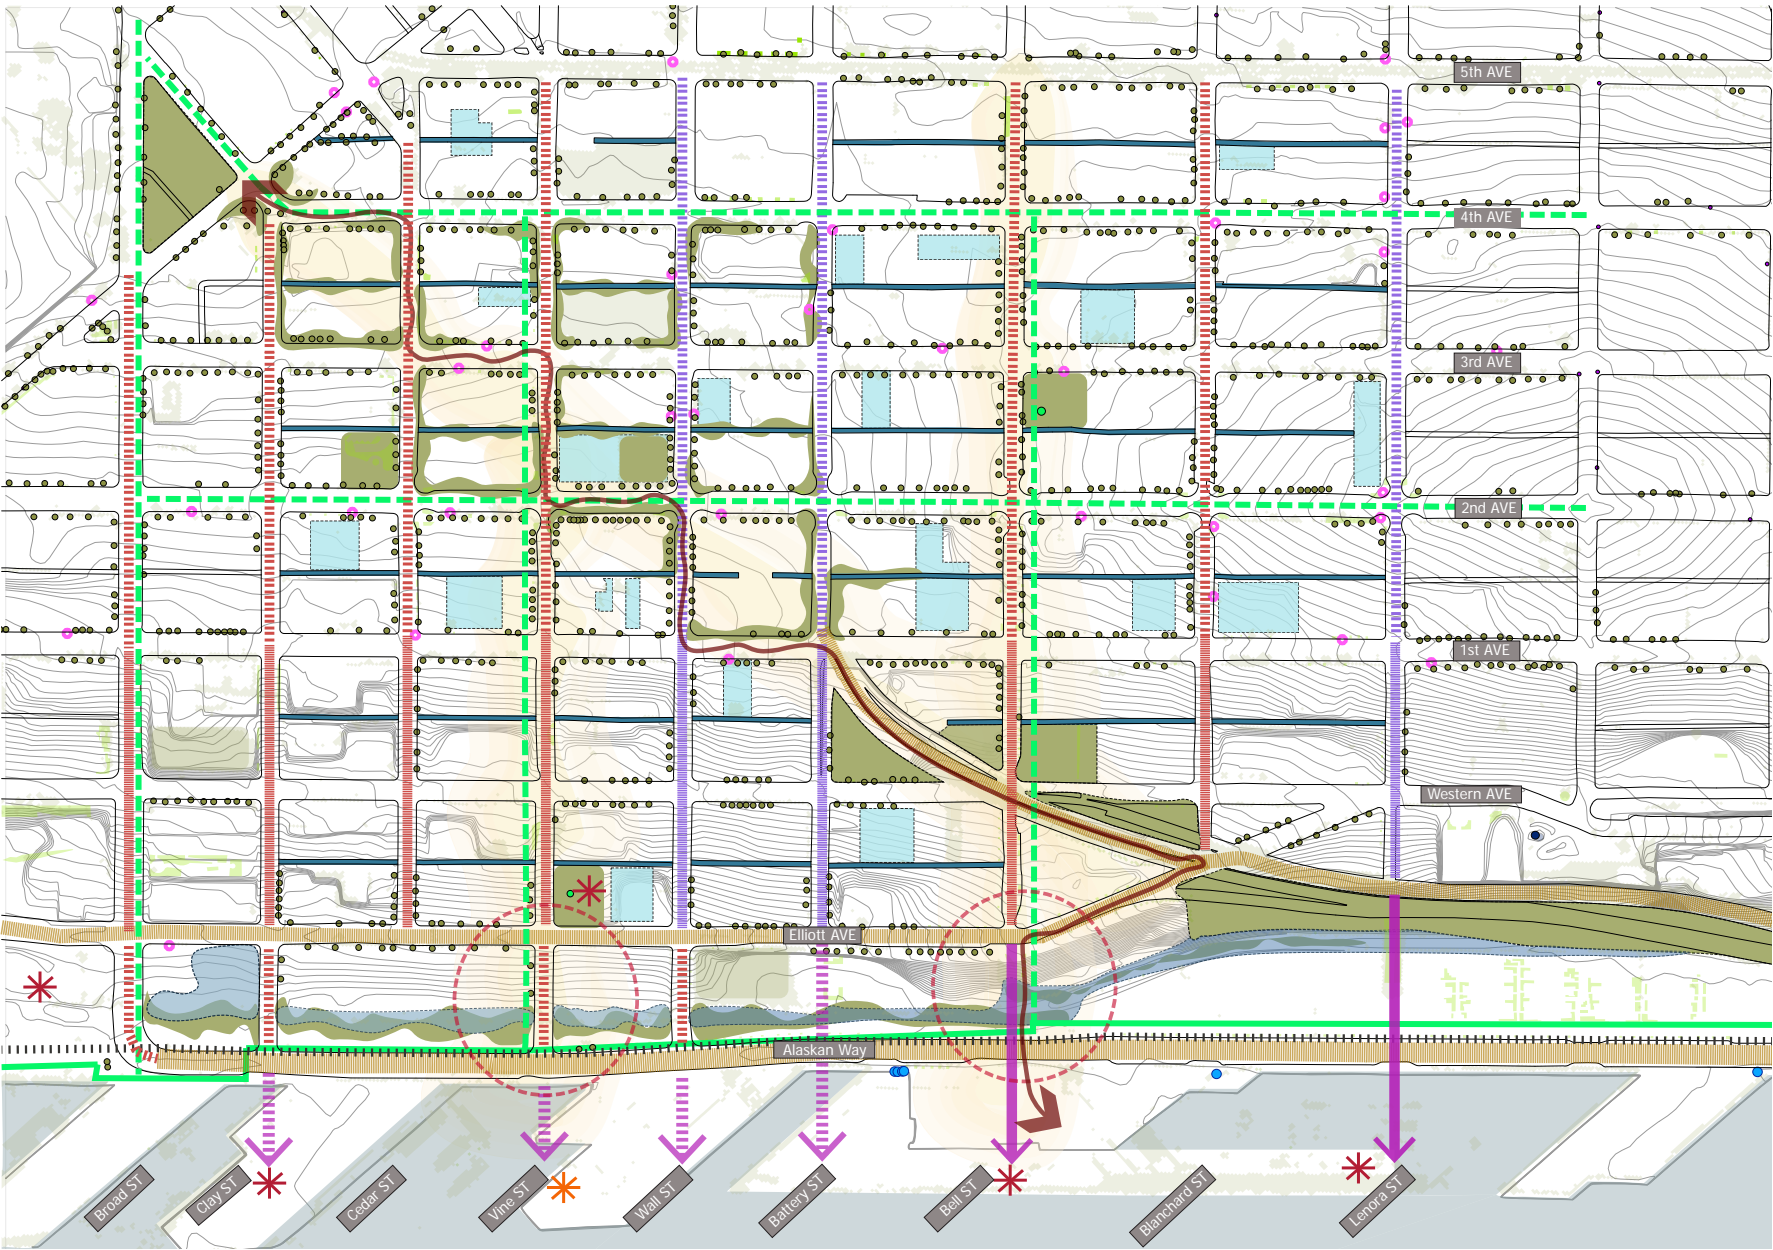 5th AVE
4th AVE
3rd AVE
2nd AVE
1st AVE
Western AVE
Elliott AVE
Alaskan Way
Broad ST
Clay ST
Cedar ST
Vine ST
Wall ST
Battery ST
Bell ST
Blanchard ST
Lenora ST